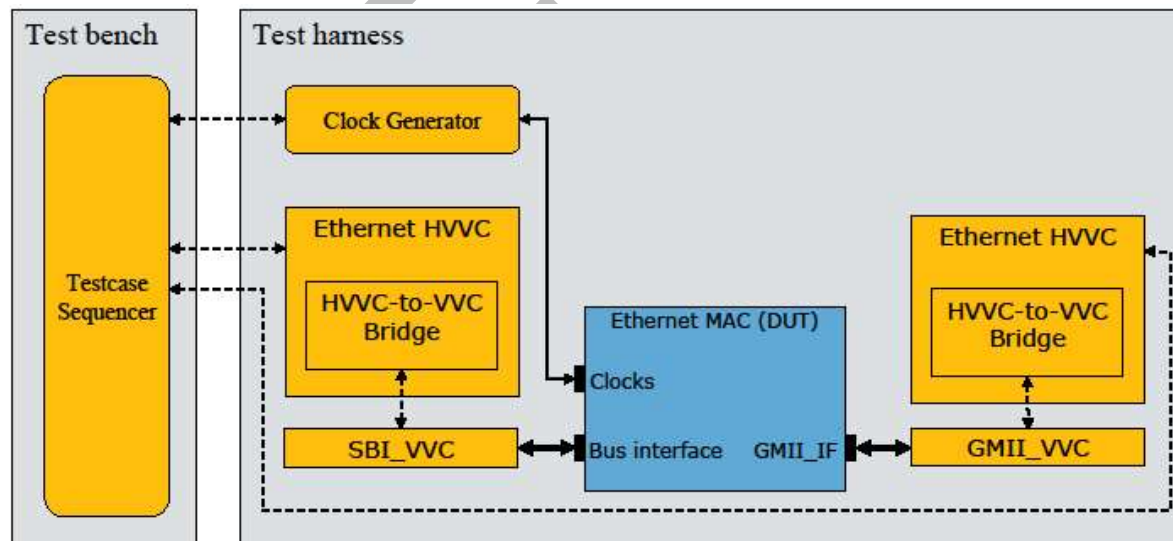 Test bench
Test harness
Testcase
Sequencer
Clock Generator
Ethernet HVVC
HVVC-to-VVC
Bridge
SBI_VVC
Ethernet MAC (DUT)
Clocks
Bus interface
GMII_IF
Ethernet HVVC
HVVC-to-VVC
Bridge
GMII_VVC